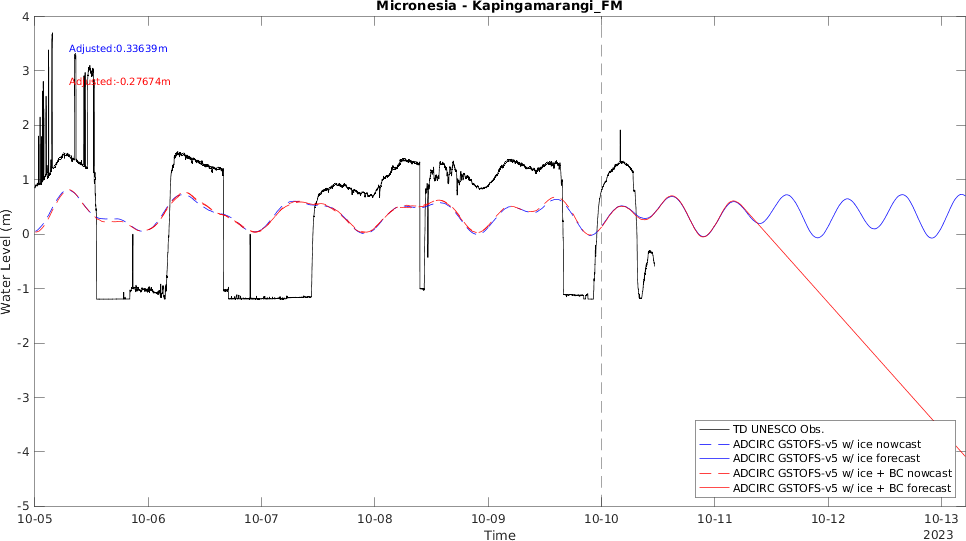 Micronesia - Kapingamarangi_FM
Adjusted:0.33639m
Adjusted:-0.27674m
Water Level (m)
4
3
2
1
0
-1
-2
-3
-4
-5
TD UNESCO Obs.
ADCIRC GSTOFS-v5 w/ ice nowcast
ADCIRC GSTOFS-v5 w/ ice forecast
ADCIRC GSTOFS-v5 w/ ice + BC nowcast
ADCIRC GSTOFS-v5 w/ ice + BC forecast
10-05 10-06 10-07 10-08 10-09 10-10 10-11 10-12 10-13
Time
2023